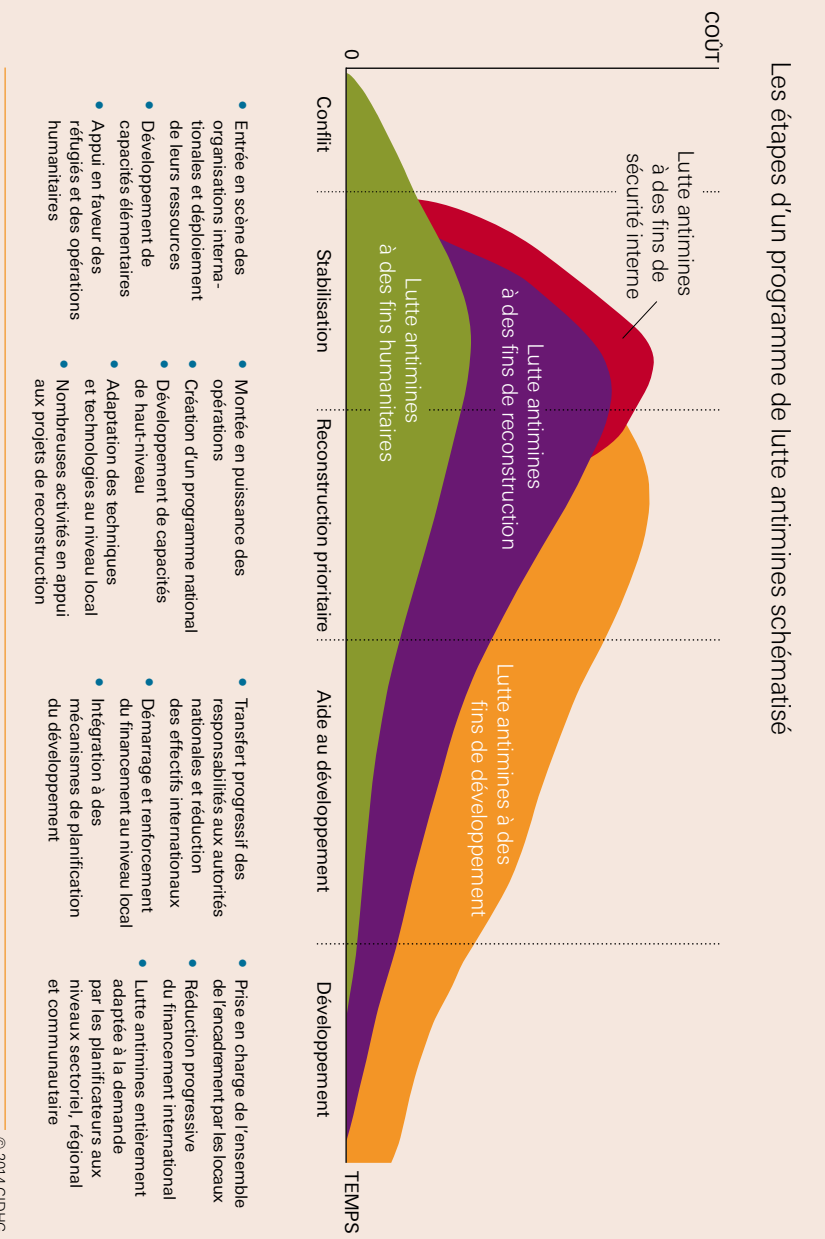 Les étapes d'un programme de lutte antimines schématisé
COÛT
Lutte antimines
à des fins de
sécurité interne
Lutte antimines
à des fins de reconstruction
Lutte antimines
à des fins humanitaires
Lutte antimines à des
fins de développement
0
TEMPS
Conflit
Stabilisation
Reconstruction prioritaire
Aide au développement
Développement
• Entrée en scène des
organisations interna-
tionales et déploiement
de leurs ressources
• Développement de
capacités élémentaires
• Appui en faveur des
réfugiés et des opérations
humanitaires
• Montée en puissance des
opérations
• Création d'un programme national
• Développement de capacités
de haut-niveau
• Adaptation des techniques
et technologies au niveau local
• Nombreuses activités en appui
aux projets de reconstruction
• Transfert progressif des
responsabilités aux autorités
nationales et réduction
des effectifs internationaux
• Démarrage et renforcement
du financement au niveau local
• Intégration à des
mécanismes de planification
du développement
• Prise en charge de l'ensemble
de l'encadrement par les locaux
• Réduction progressive
du financement international
• Lutte antimines entièrement
adaptée à la demande
par les planificateurs aux
niveaux sectoriel, régional
et communautaire
© 2014 CIDHG